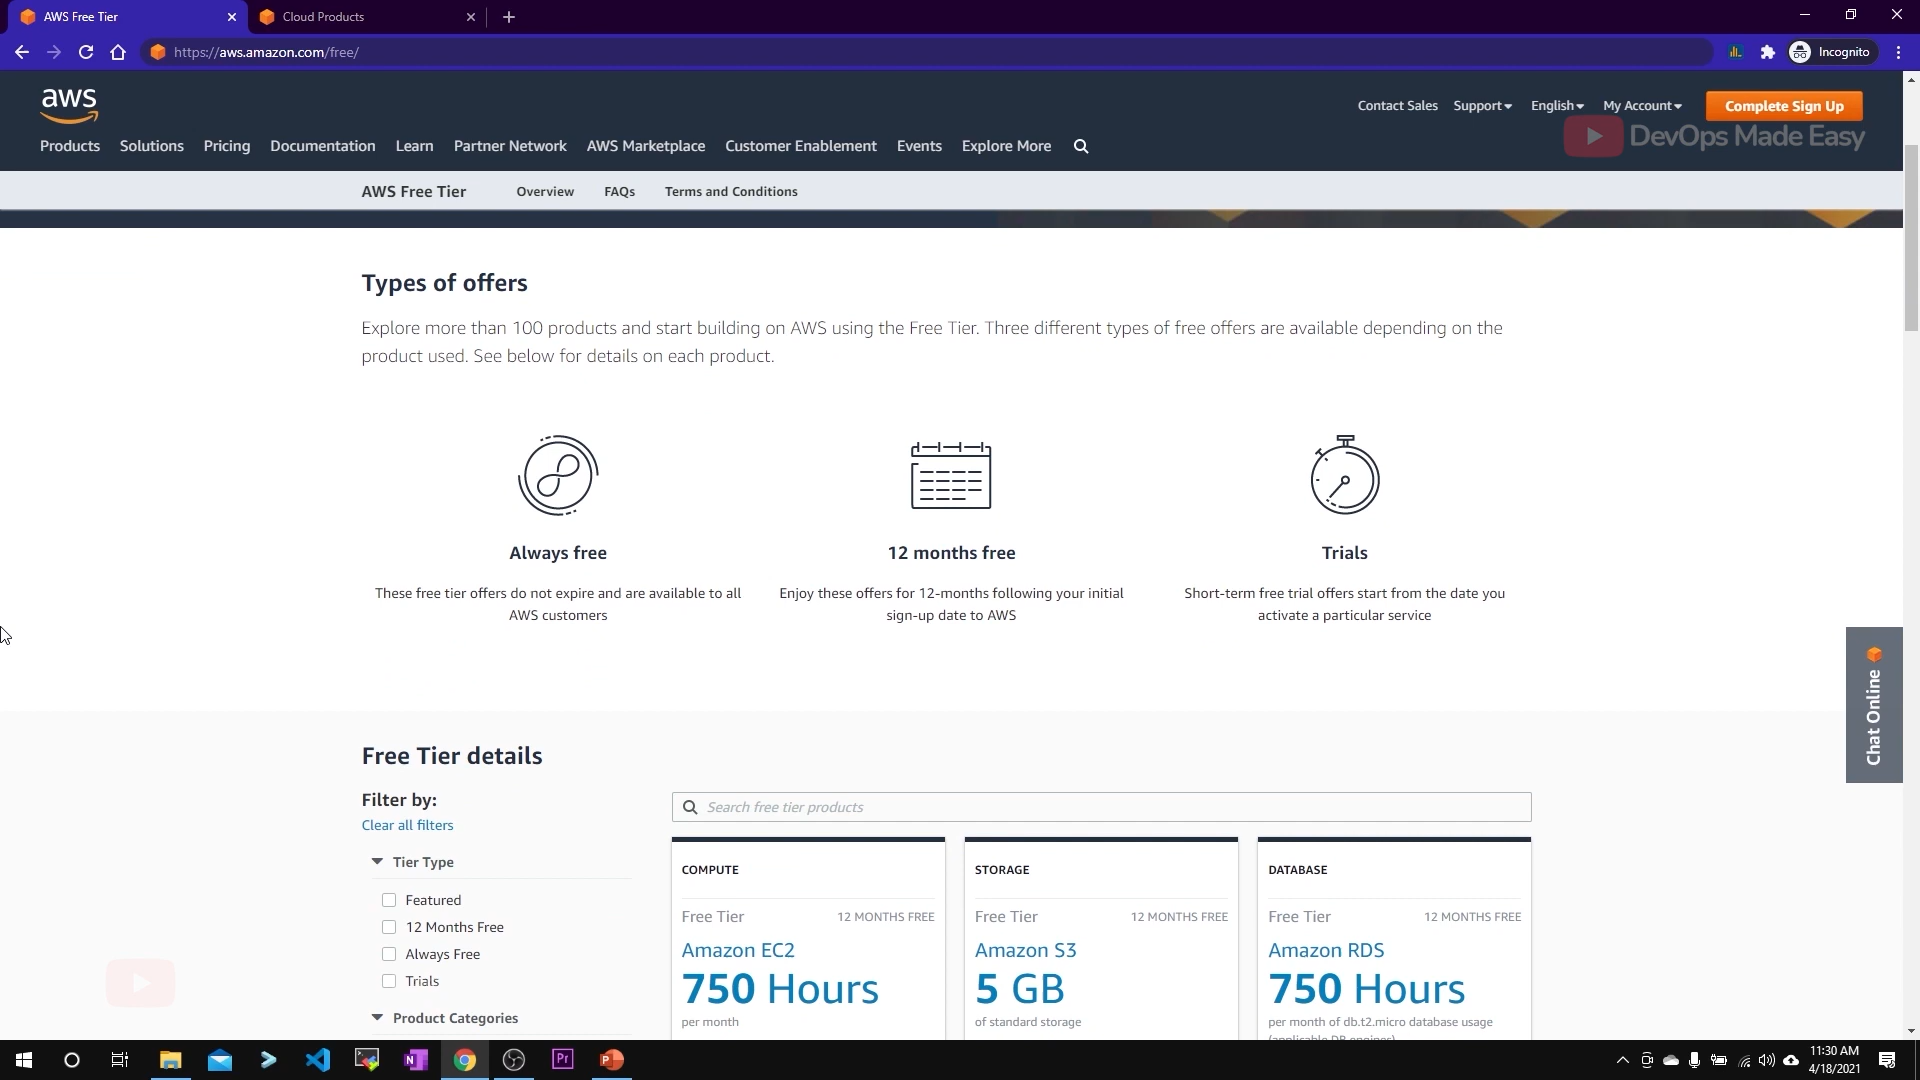 AWS Free Tier
Cloud Products
https://aws.amazon.com/free/
Incognito
aws
Contact Sales Support English My Account Complete Sign Up
DevOps Made Easy
Products Solutions Pricing Documentation Learn Partner Network AWS Marketplace Customer Enablement Events Explore More
AWS Free Tier Overview FAQs Terms and Conditions
Types of offers
Explore more than 100 products and start building on AWS using the Free Tier. Three different types of free offers are available depending on the
product used. See below for details on each product.
Always free
These free tier offers do not expire and are available to all
AWS customers
12 months free
Enjoy these offers for 12-months following your initial
sign-up date to AWS
Trials
Short-term free trial offers start from the date you
activate a particular service
Chat Online
Free Tier details
Filter by:
Clear all filters
Tier Type
Featured
12 Months Free
Always Free
Trials
Product Categories
Search free tier products
COMPUTE
Free Tier 12 MONTHS FREE
Amazon EC2
750 Hours
per month
STORAGE
Free Tier 12 MONTHS FREE
Amazon S3
5 GB
of standard storage
DATABASE
Free Tier 12 MONTHS FREE
Amazon RDS
750 Hours
per month of db.t2.micro database usage
(applicable DB engines)
N
Pr
P
11:30 AM
4/18/2021